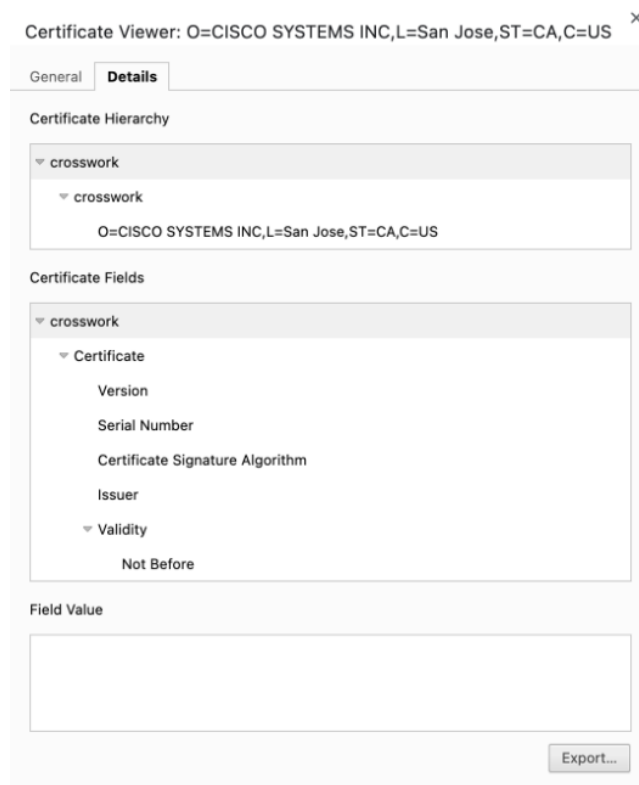 Certificate Viewer: O=CISCO SYSTEMS INC,L=San Jose,ST=CA,C=US
General Details
Certificate Hierarchy
crosswork
crosswork
O=CISCO SYSTEMS INC,L=San Jose,ST=CA,C=US
Certificate Fields
crosswork
Certificate
Version
Serial Number
Certificate Signature Algorithm
Issuer
Validity
Not Before
Field Value
Export...